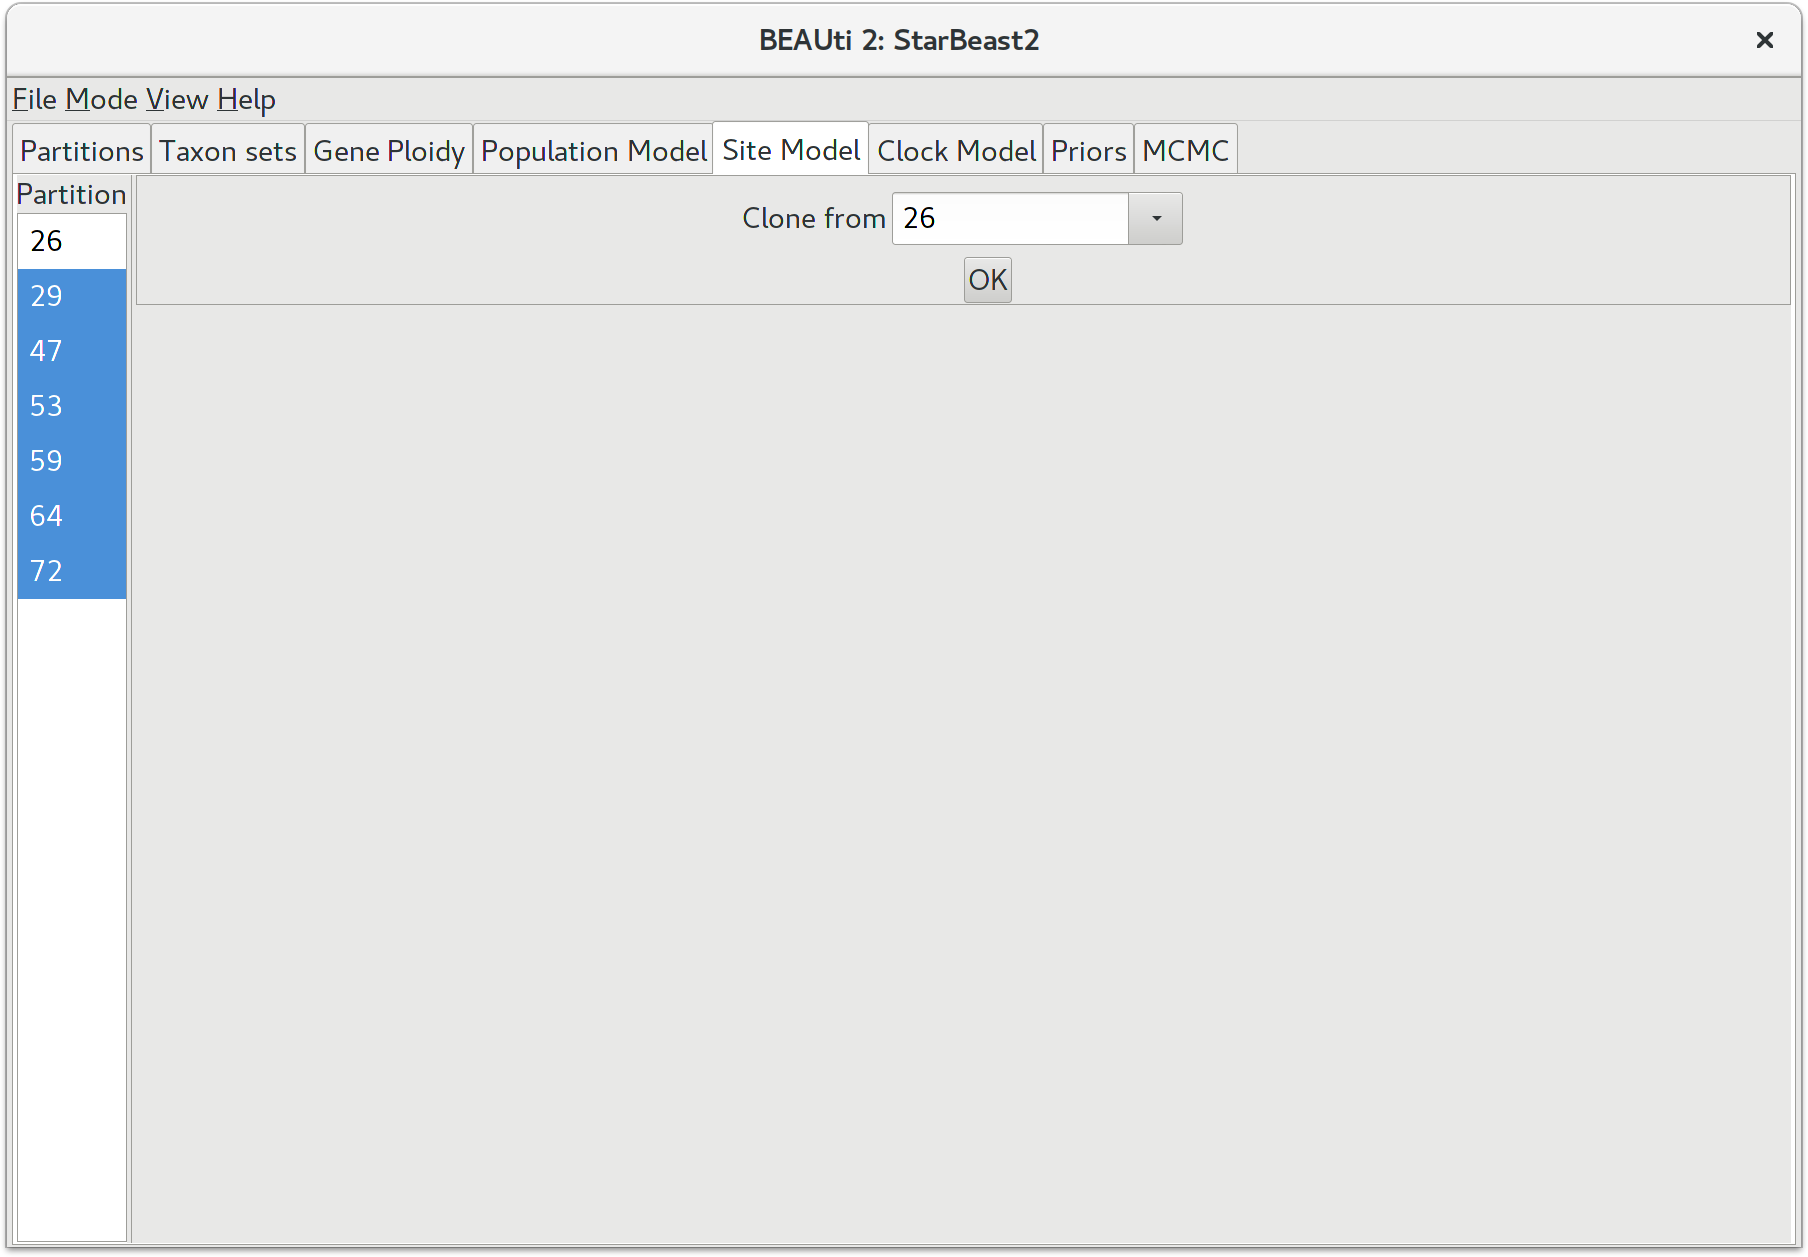 BEAUti 2: StarBeast2
File Mode View Help
Partitions Taxon sets Gene Ploidy Population Model Site Model Clock Model Priors MCMC
Partition
26
29
47
53
59
64
72
Clone from 26
OK